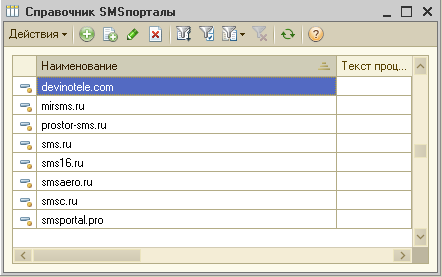 Справочник SMSпорталы
Действия
Наименование
Текст проц...
devinotele.com
mirsms.ru
prostor-sms.ru
sms.ru
sms16.ru
smsaero.ru
smsc.ru
smsportal.pro